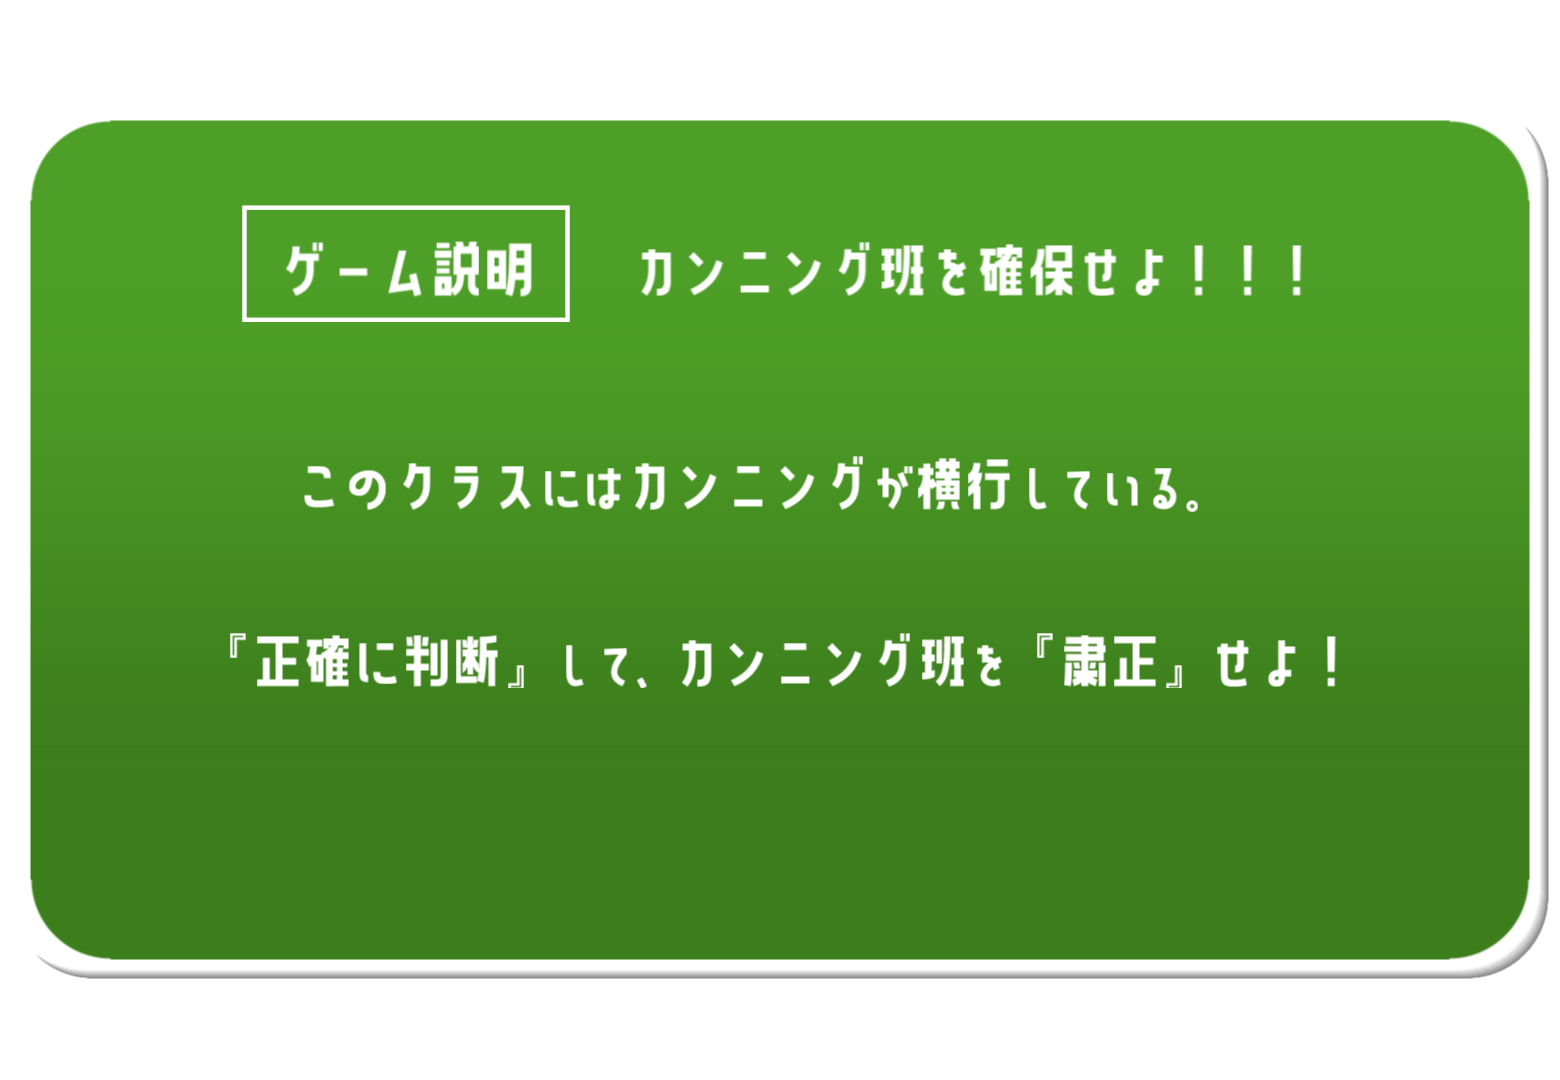 ゲーム説明 カンニング班を確保せよ！！！
このクラスにはカンニングが横行している。
『正確に判断』して、カンニング班を『粛正』せよ！